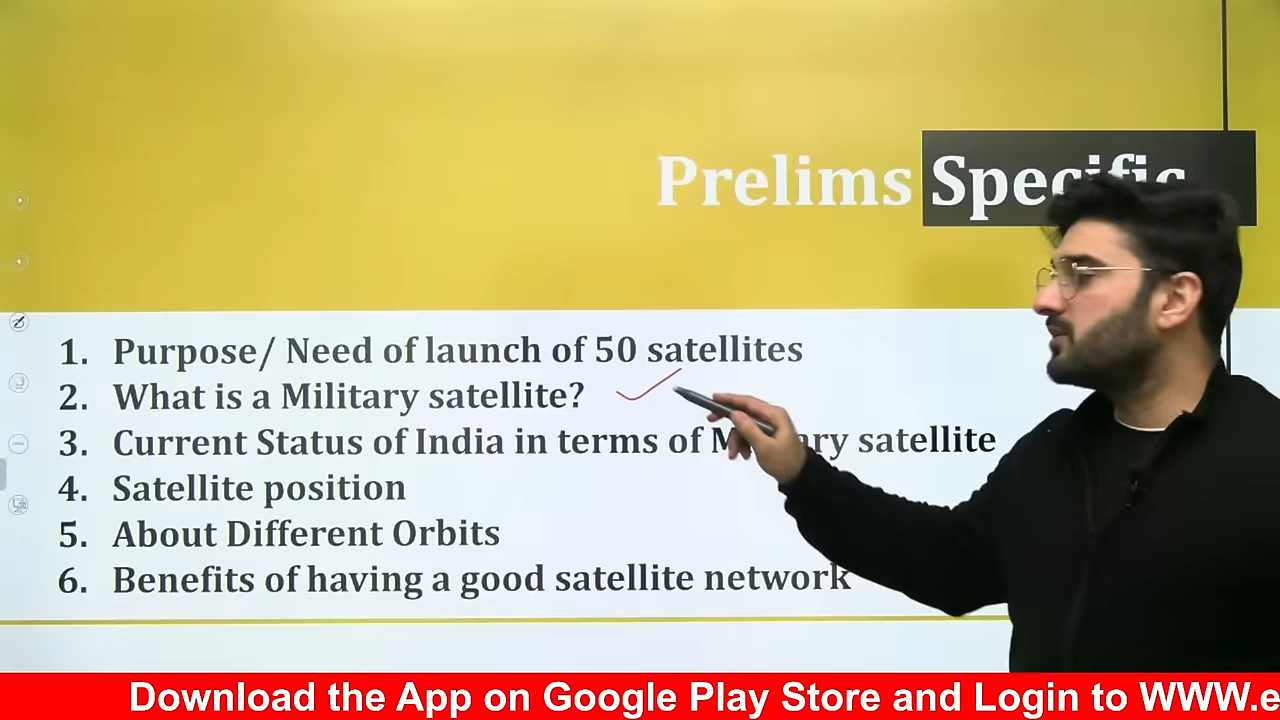 Prelims Specific
1. Purpose/ Need of launch of 50 satellites
2. What is a Military satellite?
3. Current Status of India in terms of Military satellite
4. Satellite position
5. About Different Orbits
6. Benefits of having a good satellite network
Download the App on Google Play Store and Login to WWW.e